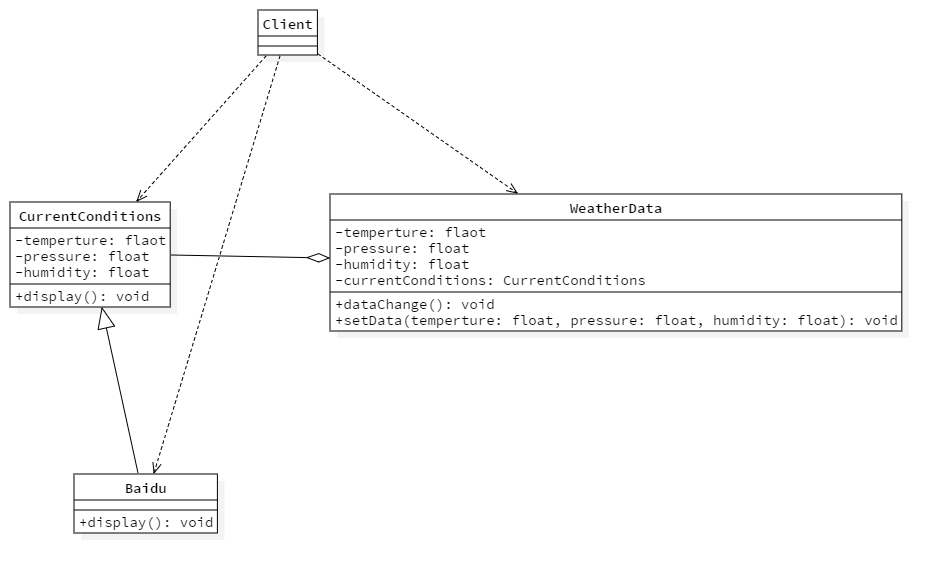 Client
CurrentConditions
-temperture: flaot
-pressure: float
-humidity: float
+display(): void
WeatherData
-temperture: flaot
-pressure: float
-humidity: float
-currentConditions: CurrentConditions
+dataChange(): void
+setData(temperture: float, pressure: float, humidity: float): void
Baidu
+display(): void